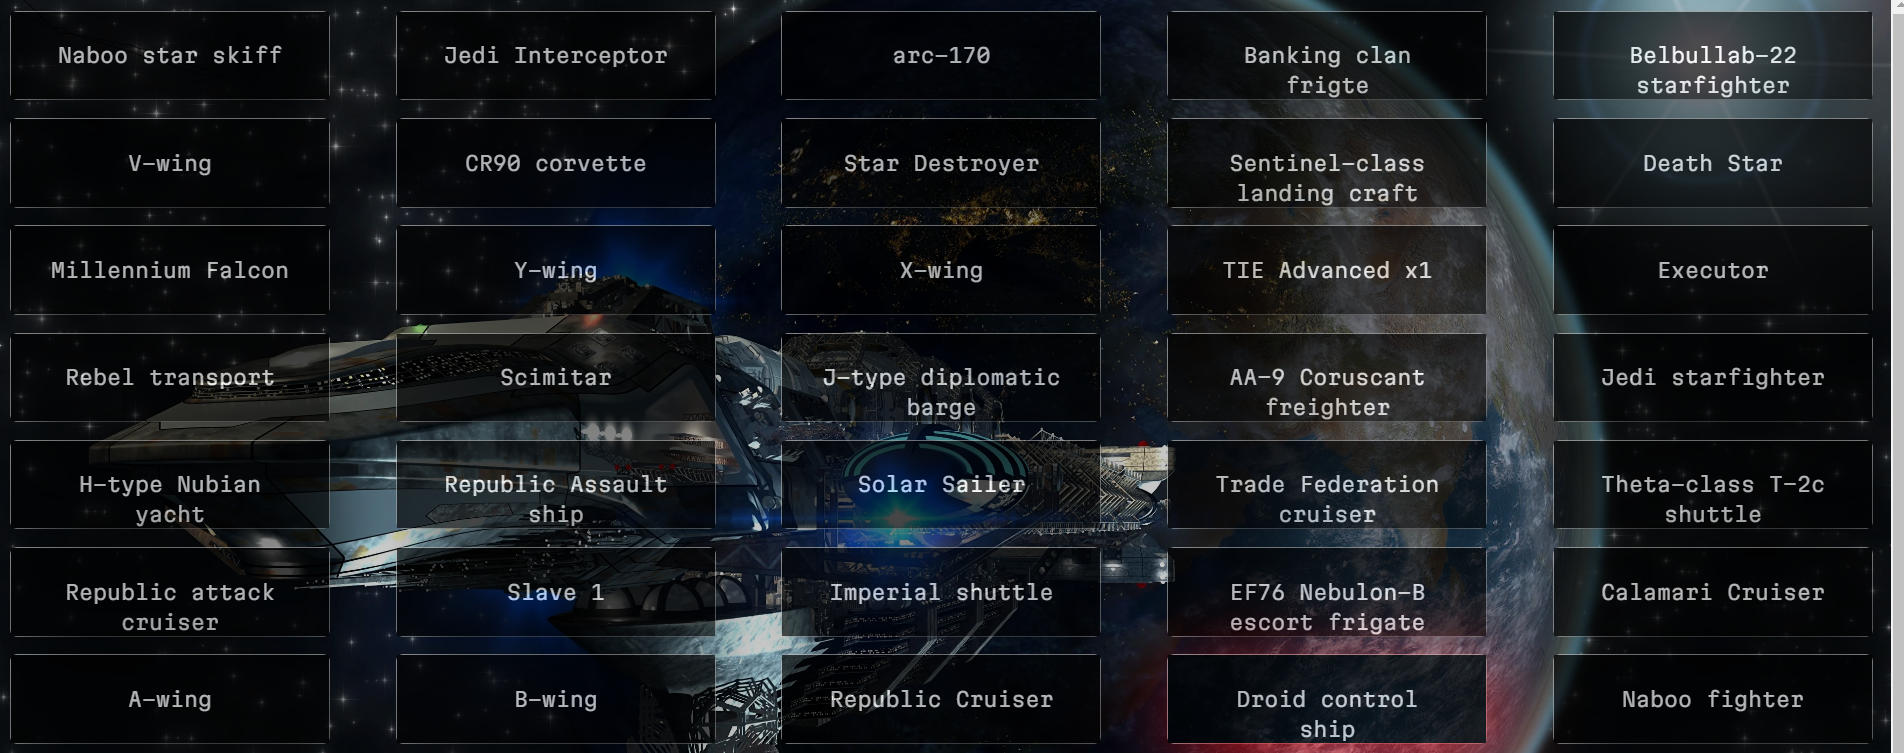 Naboo star skiff
Jedi Interceptor
arc-170
Banking clan
frigte
Belbullab-22
starfighter
V-wing
CR90 corvette
Star Destroyer
Sentinel-class
landing craft
Death Star
Millennium Falcon
Y-wing
X-wing
TIE Advanced x1
Executor
Rebel transport
Scimitar
J-type diplomatic
barge
AA-9 Coruscant
freighter
Jedi starfighter
H-type Nubian
yacht
Republic Assault
ship
Solar Sailer
Trade Federation
cruiser
Theta-class T-2c
shuttle
Republic attack
cruiser
Slave 1
Imperial shuttle
EF76 Nebulon-B
escort frigate
Calamari Cruiser
A-wing
B-wing
Republic Cruiser
Droid control
ship
Naboo fighter